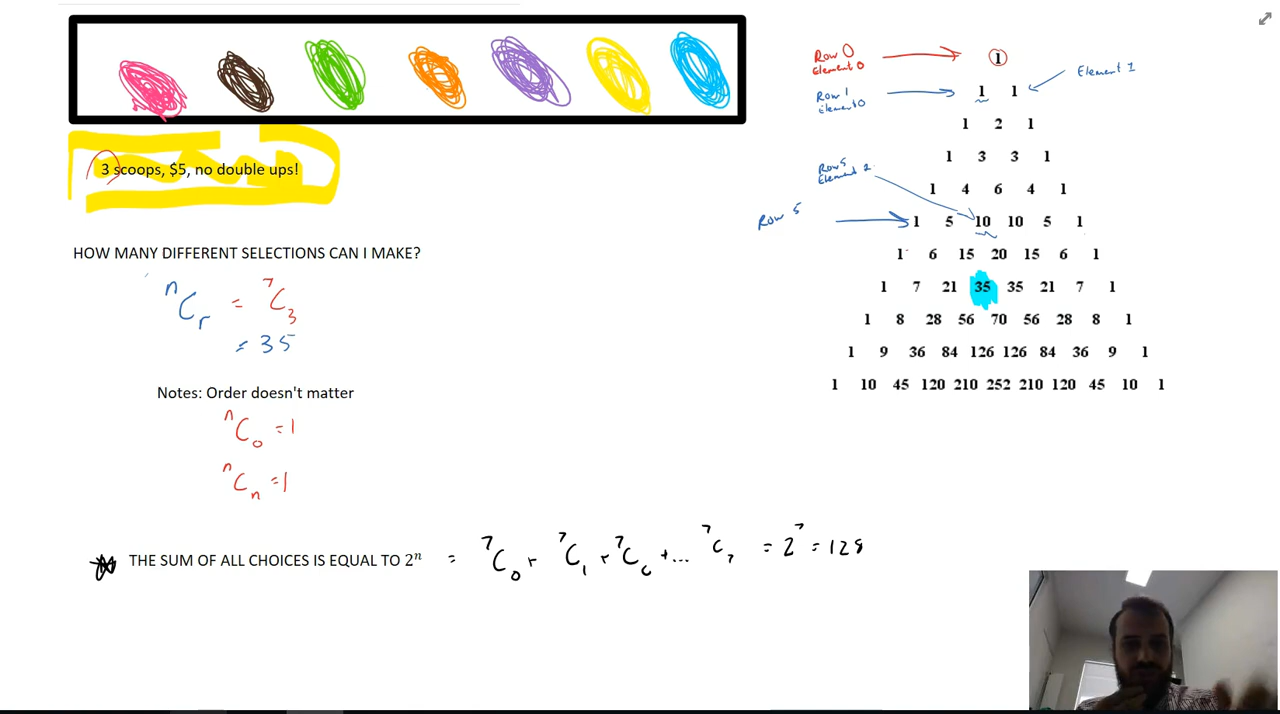 3 scoops, $5, no double ups!
HOW MANY DIFFERENT SELECTIONS CAN I MAKE?
ⁿCᵣ = ⁷C₃
= 35
Notes: Order doesn't matter
ⁿC₀ = 1
ⁿCₙ = 1
THE SUM OF ALL CHOICES IS EQUAL TO 2ⁿ = ⁷C₀ + ⁷C₁ + ⁷C₆ + ... ⁷C₇ = 2⁷ = 128
Row 0
Element 0
Row 1
Element 0
Element 1
Row 5
Element 2
Row 5
1
1 1
1 2 1
1 3 3 1
1 4 6 4 1
1 5 10 10 5 1
1 6 15 20 15 6 1
1 7 21 35 35 21 7 1
1 8 28 56 70 56 28 8 1
1 9 36 84 126 126 84 36 9 1
1 10 45 120 210 252 210 120 45 10 1